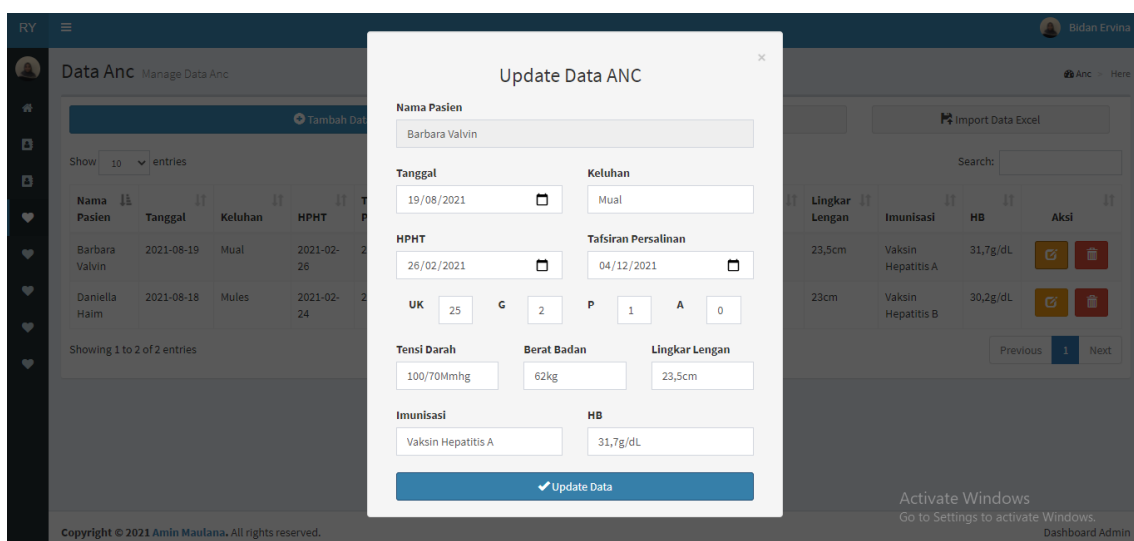 RY
Bidan Ervina
Data Anc Manage Data Anc
Anc > Here
Tambah Dat
Import Data Excel
Show 10 entries
Search:
Nama Pasien Tanggal Keluhan HPHT Lingkar Lengan Imunisasi HB Aksi
Barbara Valvin 2021-08-19 Mual 2021-02-26 2 23,5cm Vaksin Hepatitis A 31,7g/dL
Daniella Haim 2021-08-18 Mules 2021-02-24 2 23cm Vaksin Hepatitis B 30,2g/dL
Showing 1 to 2 of 2 entries
Previous 1 Next
Update Data ANC
×
Nama Pasien
Barbara Valvin
Tanggal Keluhan
19/08/2021 Mual
HPHT Tafsiran Persalinan
26/02/2021 04/12/2021
UK 25 G 2 P 1 A 0
Tensi Darah Berat Badan Lingkar Lengan
100/70Mmhg 62kg 23,5cm
Imunisasi HB
Vaksin Hepatitis A 31,7g/dL
Update Data
Activate Windows
Go to Settings to activate Windows.
Copyright © 2021 Amin Maulana. All rights reserved.
Dashboard Admin